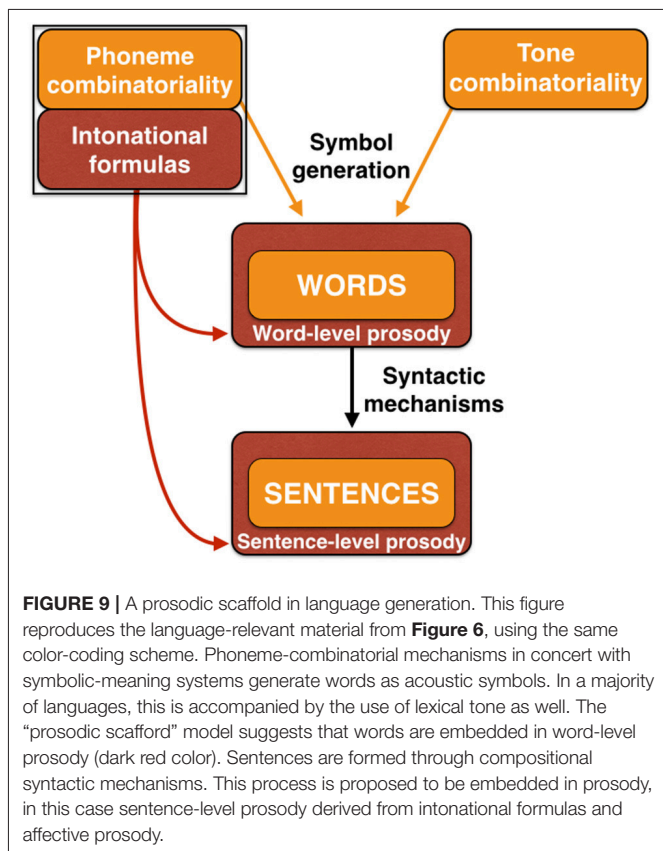 Phoneme
combinatoriality
Tone
combinatoriality
Intonational
formulas
Symbol
generation
WORDS
Word-level prosody
Syntactic
mechanisms
SENTENCES
Sentence-level prosody
FIGURE 9 | A prosodic scaffold in language generation. This figure
reproduces the language-relevant material from Figure 6, using the same
color-coding scheme. Phoneme-combinatorial mechanisms in concert with
symbolic-meaning systems generate words as acoustic symbols. In a majority
of languages, this is accompanied by the use of lexical tone as well. The
“prosodic scafford” model suggests that words are embedded in word-level
prosody (dark red color). Sentences are formed through compositional
syntactic mechanisms. This process is proposed to be embedded in prosody,
in this case sentence-level prosody derived from intonational formulas and
affective prosody.